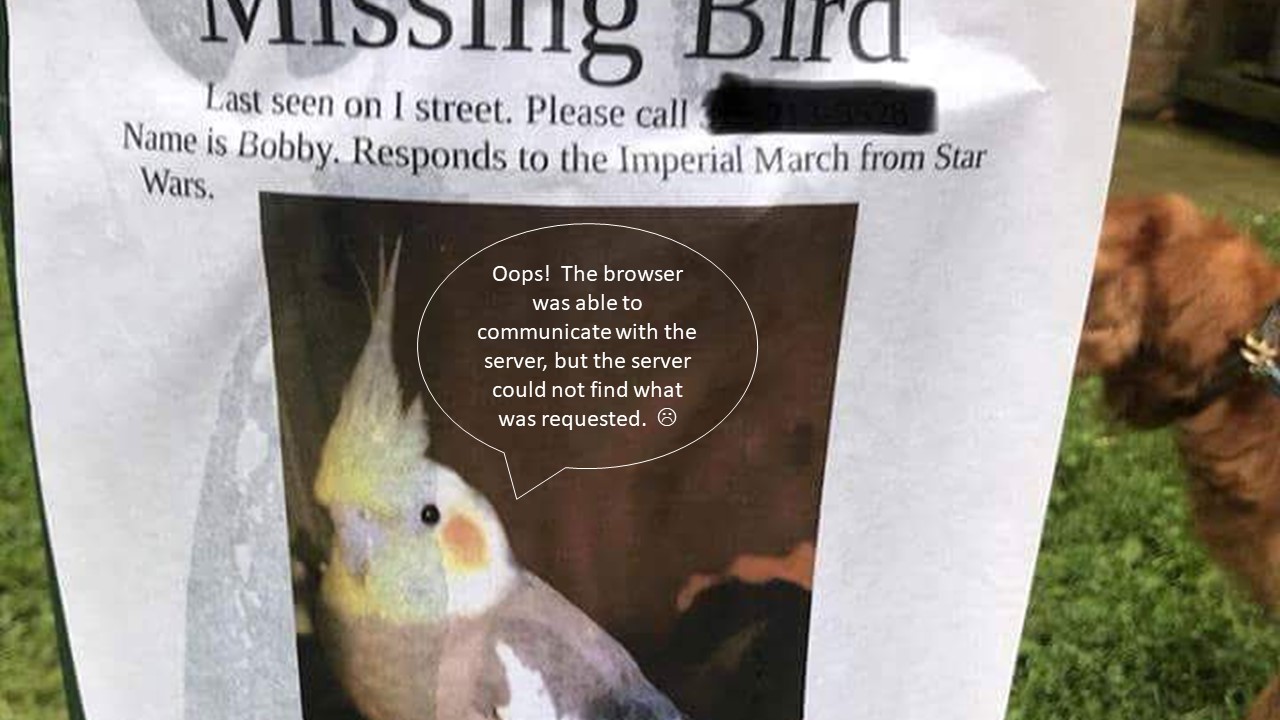 Missing Bird
Last seen on I street. Please call
Name is Bobby. Responds to the Imperial March from Star
Wars.
Oops! The browser
was able to
communicate with the
server, but the server
could not find what
was requested. ☹